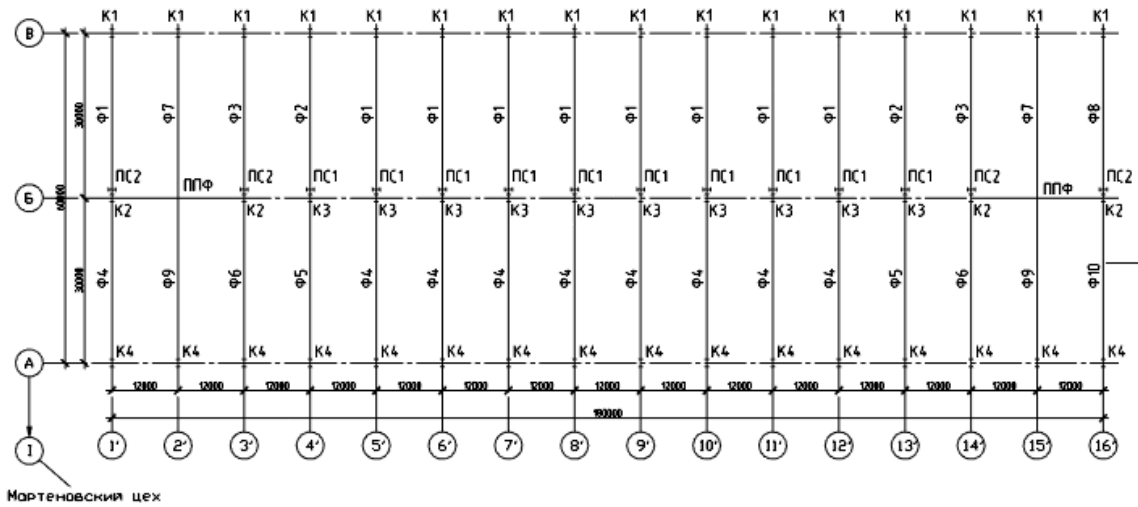 К1 К1 К1 К1 К1 К1 К1 К1 К1 К1 К1 К1 К1 К1 К1 К1
В
30000
Ф1 Ф7 Ф3 Ф2 Ф1 Ф1 Ф1 Ф1 Ф1 Ф1 Ф1 Ф1 Ф2 Ф3 Ф7 Ф8
ПС2 ППФ ПС2 ПС1 ПС1 ПС1 ПС1 ПС1 ПС1 ПС1 ПС1 ПС1 ПС1 ПС2 ППФ ПС2
Б
60000
К2 К2 К3 К3 К3 К3 К3 К3 К3 К3 К3 К3 К2 К2
30000
Ф4 Ф9 Ф6 Ф5 Ф4 Ф4 Ф4 Ф4 Ф4 Ф4 Ф4 Ф4 Ф5 Ф6 Ф9 Ф10
К4 К4 К4 К4 К4 К4 К4 К4 К4 К4 К4 К4 К4 К4 К4 К4
А
12000 12000 12000 12000 12000 12000 12000 12000 12000 12000 12000 12000 12000 12000 12000
1 1' 2' 3' 4' 5' 6' 7' 8' 9' 10' 11' 12' 13' 14' 15' 16'
Мартеновский цех